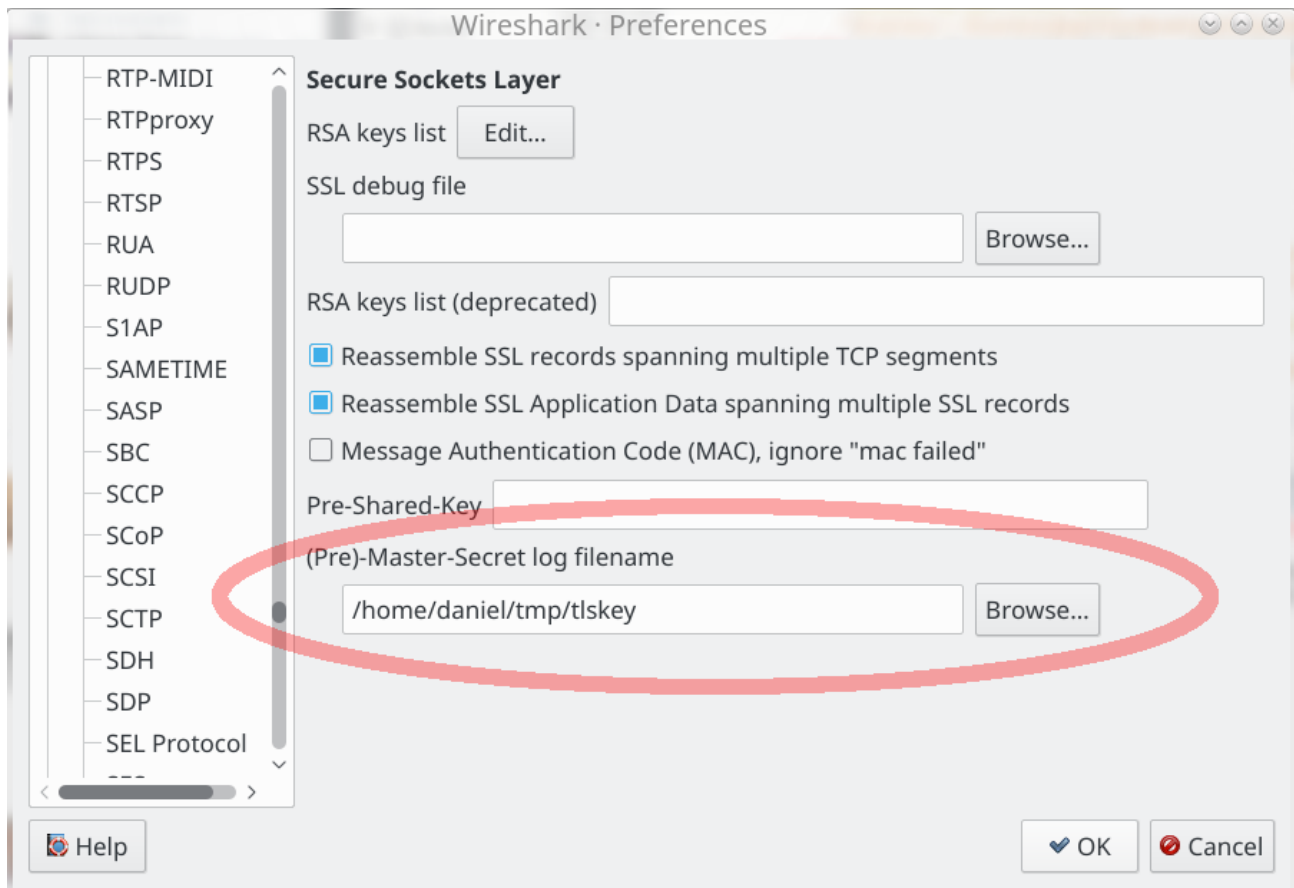 Wireshark · Preferences
RTP-MIDI
RTPproxy
RTPS
RTSP
RUA
RUDP
S1AP
SAMETIME
SASP
SBC
SCCP
SCoP
SCSI
SCTP
SDH
SDP
SEL Protocol
Secure Sockets Layer
RSA keys list Edit...
SSL debug file
Browse...
RSA keys list (deprecated)
Reassemble SSL records spanning multiple TCP segments
Reassemble SSL Application Data spanning multiple SSL records
Message Authentication Code (MAC), ignore "mac failed"
Pre-Shared-Key
(Pre)-Master-Secret log filename
/home/daniel/tmp/tlskey Browse...
Help OK Cancel